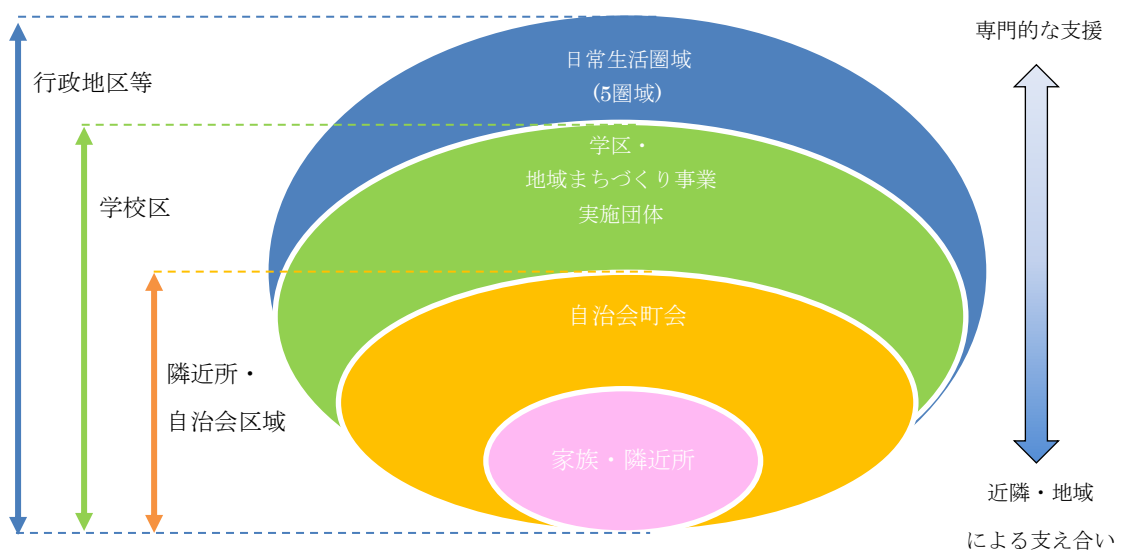 専門的な支援
日常生活圏域
(5圏域)
行政地区等
学区・
地域まちづくり事業
実施団体
学校区
自治会町会
隣近所・
自治会区域
家族・隣近所
近隣・地域
による支え合い